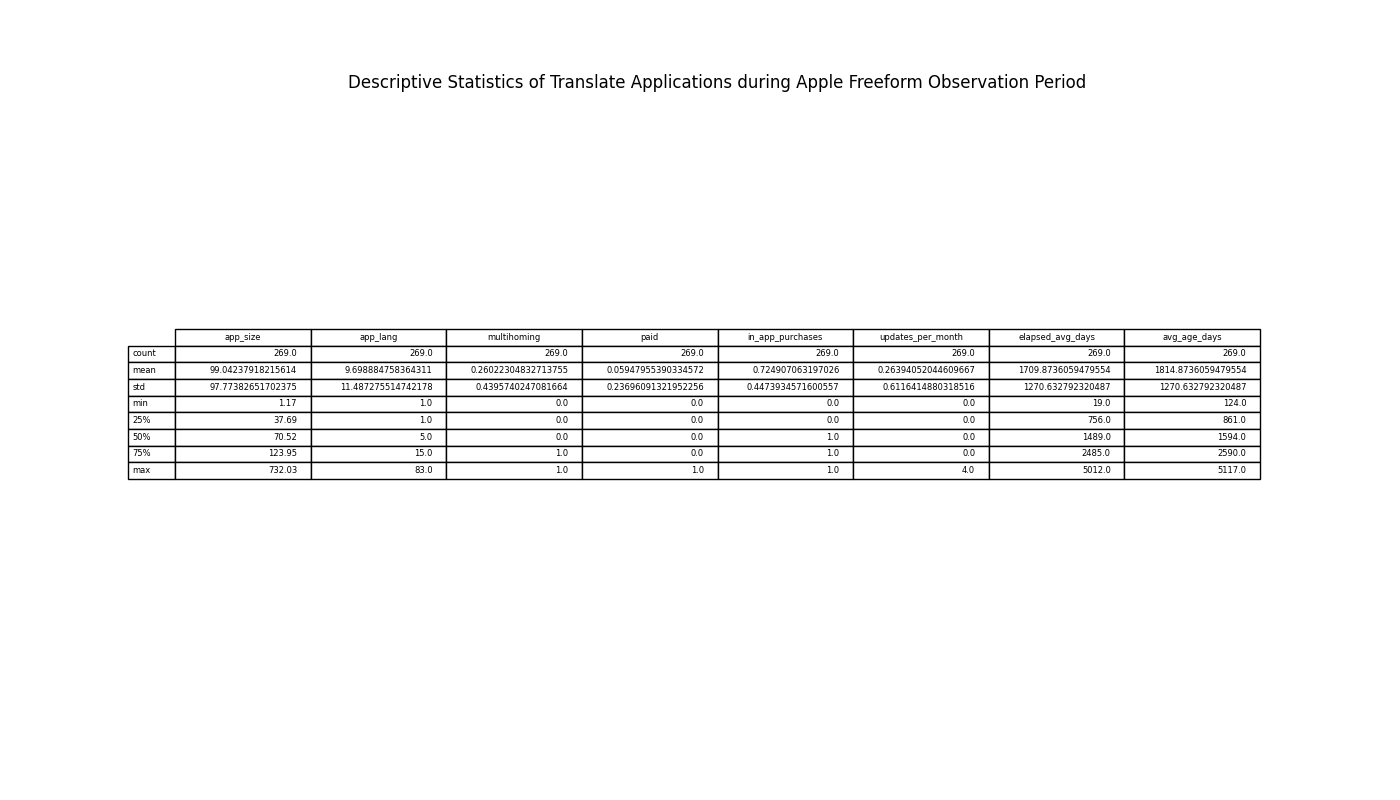 Descriptive Statistics of Translate Applications during Apple Freeform Observation Period
app_size app_lang multihoming paid in_app_purchases updates_per_month elapsed_avg_days avg_age_days
count 269.0 269.0 269.0 269.0 269.0 269.0 269.0 269.0
mean 99.04237918215614 9.698884758364311 0.26022304832713755 0.05947955390334572 0.724907063197026 0.26394052044609667 1709.8736059479554 1814.8736059479554
std 97.77382651702375 11.487275514742178 0.4395740247081664 0.23696091321952256 0.4473934571600557 0.6116414880318516 1270.632792320487 1270.632792320487
min 1.17 1.0 0.0 0.0 0.0 0.0 19.0 124.0
25% 37.69 1.0 0.0 0.0 0.0 0.0 756.0 861.0
50% 70.52 5.0 0.0 0.0 1.0 0.0 1489.0 1594.0
75% 123.95 15.0 1.0 0.0 1.0 0.0 2485.0 2590.0
max 732.03 83.0 1.0 1.0 1.0 4.0 5012.0 5117.0